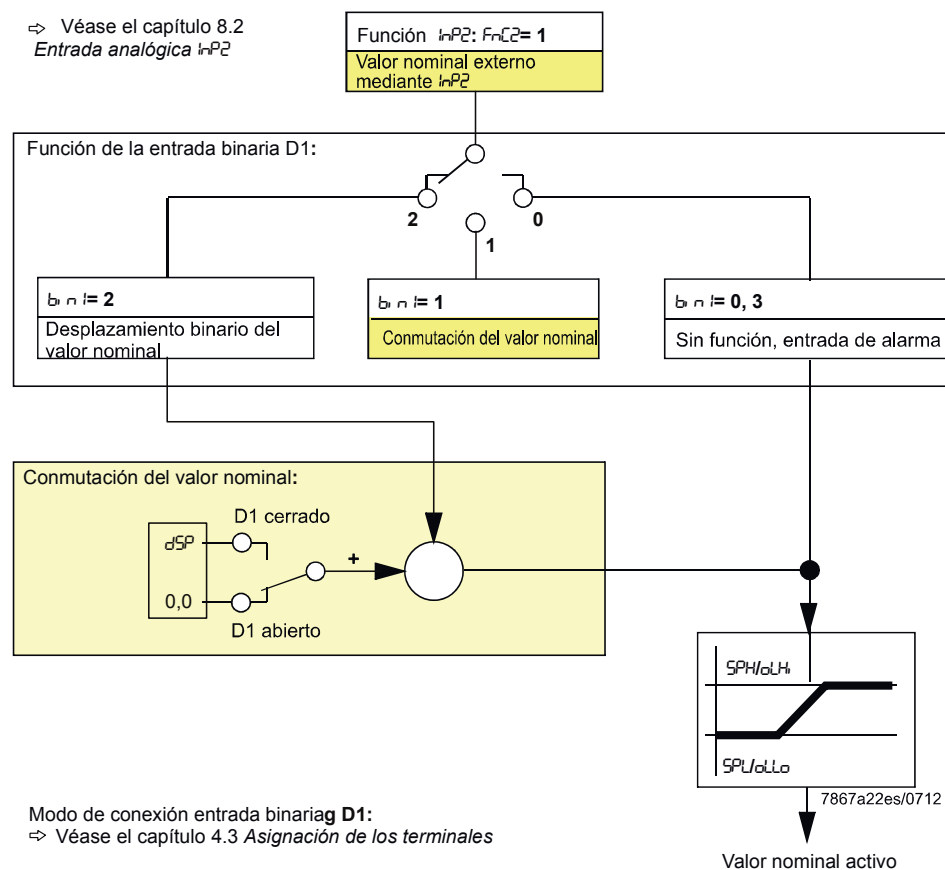 ⇨ Véase el capítulo 8.2
Entrada analógica InP2
Función InP2: FnC2= 1
Valor nominal externo
mediante InP2
Función de la entrada binaria D1:
2
0
1
bin1= 2
Desplazamiento binario del
valor nominal
bin1= 1
Conmutación del valor nominal
bin1= 0, 3
Sin función, entrada de alarma
Conmutación del valor nominal:
D1 cerrado
dSP
+
0,0
D1 abierto
SPH/oLHi
SPL/oLLo
7867a22es/0712
Modo de conexión entrada binariag D1:
⇨ Véase el capítulo 4.3 Asignación de los terminales
Valor nominal activo